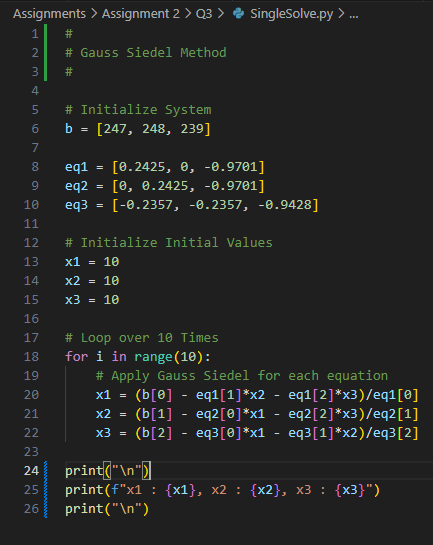 Assignments > Assignment 2 > Q3 > SingleSolve.py > ...
1 #
2 # Gauss Siedel Method
3 #
4
5 # Initialize System
6 b = [247, 248, 239]
7
8 eq1 = [0.2425, 0, -0.9701]
9 eq2 = [0, 0.2425, -0.9701]
10 eq3 = [-0.2357, -0.2357, -0.9428]
11
12 # Initialize Initial Values
13 x1 = 10
14 x2 = 10
15 x3 = 10
16
17 # Loop over 10 Times
18 for i in range(10):
19     # Apply Gauss Siedel for each equation
20     x1 = (b[0] - eq1[1]*x2 - eq1[2]*x3)/eq1[0]
21     x2 = (b[1] - eq2[0]*x1 - eq2[2]*x3)/eq2[1]
22     x3 = (b[2] - eq3[0]*x1 - eq3[1]*x2)/eq3[2]
23
24 print("\n")
25 print(f"x1 : {x1}, x2 : {x2}, x3 : {x3}")
26 print("\n")